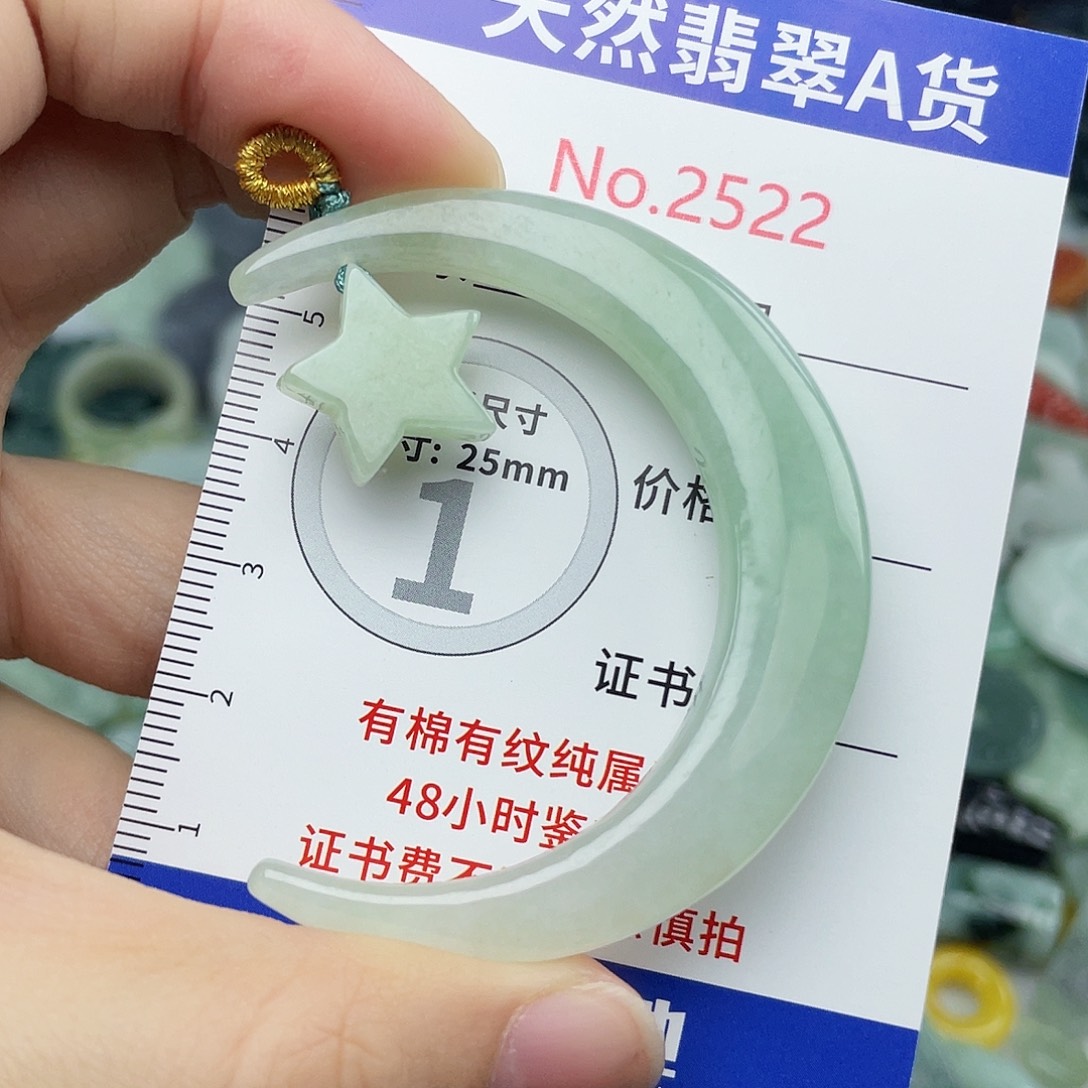 天然翡翠A货
No.2522
尺寸
寸: 25mm
1
价格
证书
5
4
3
2
1
有棉有纹纯属
48小时鉴
证书费不
慎拍